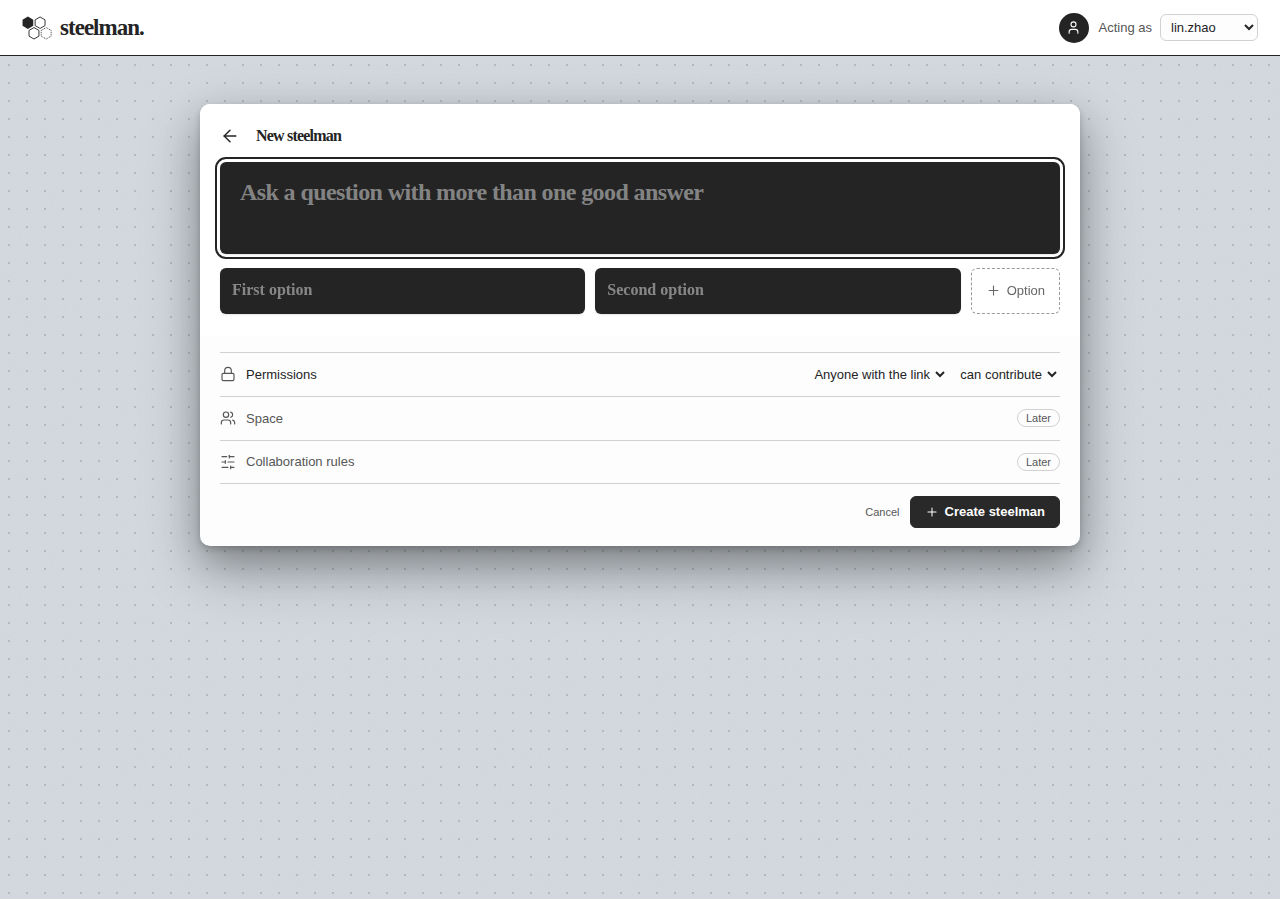 steelman.
Acting as
lin.zhao
New steelman
Ask a question with more than one good answer
First option
Second option
Option
Permissions
Anyone with the link
can contribute
Space
Later
Collaboration rules
Later
Cancel
Create steelman